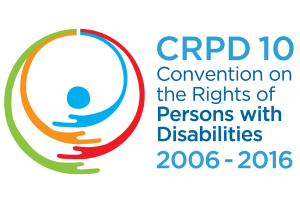 CRPD 10
Convention on
the Rights of
Persons with
Disabilities
2006 - 2016